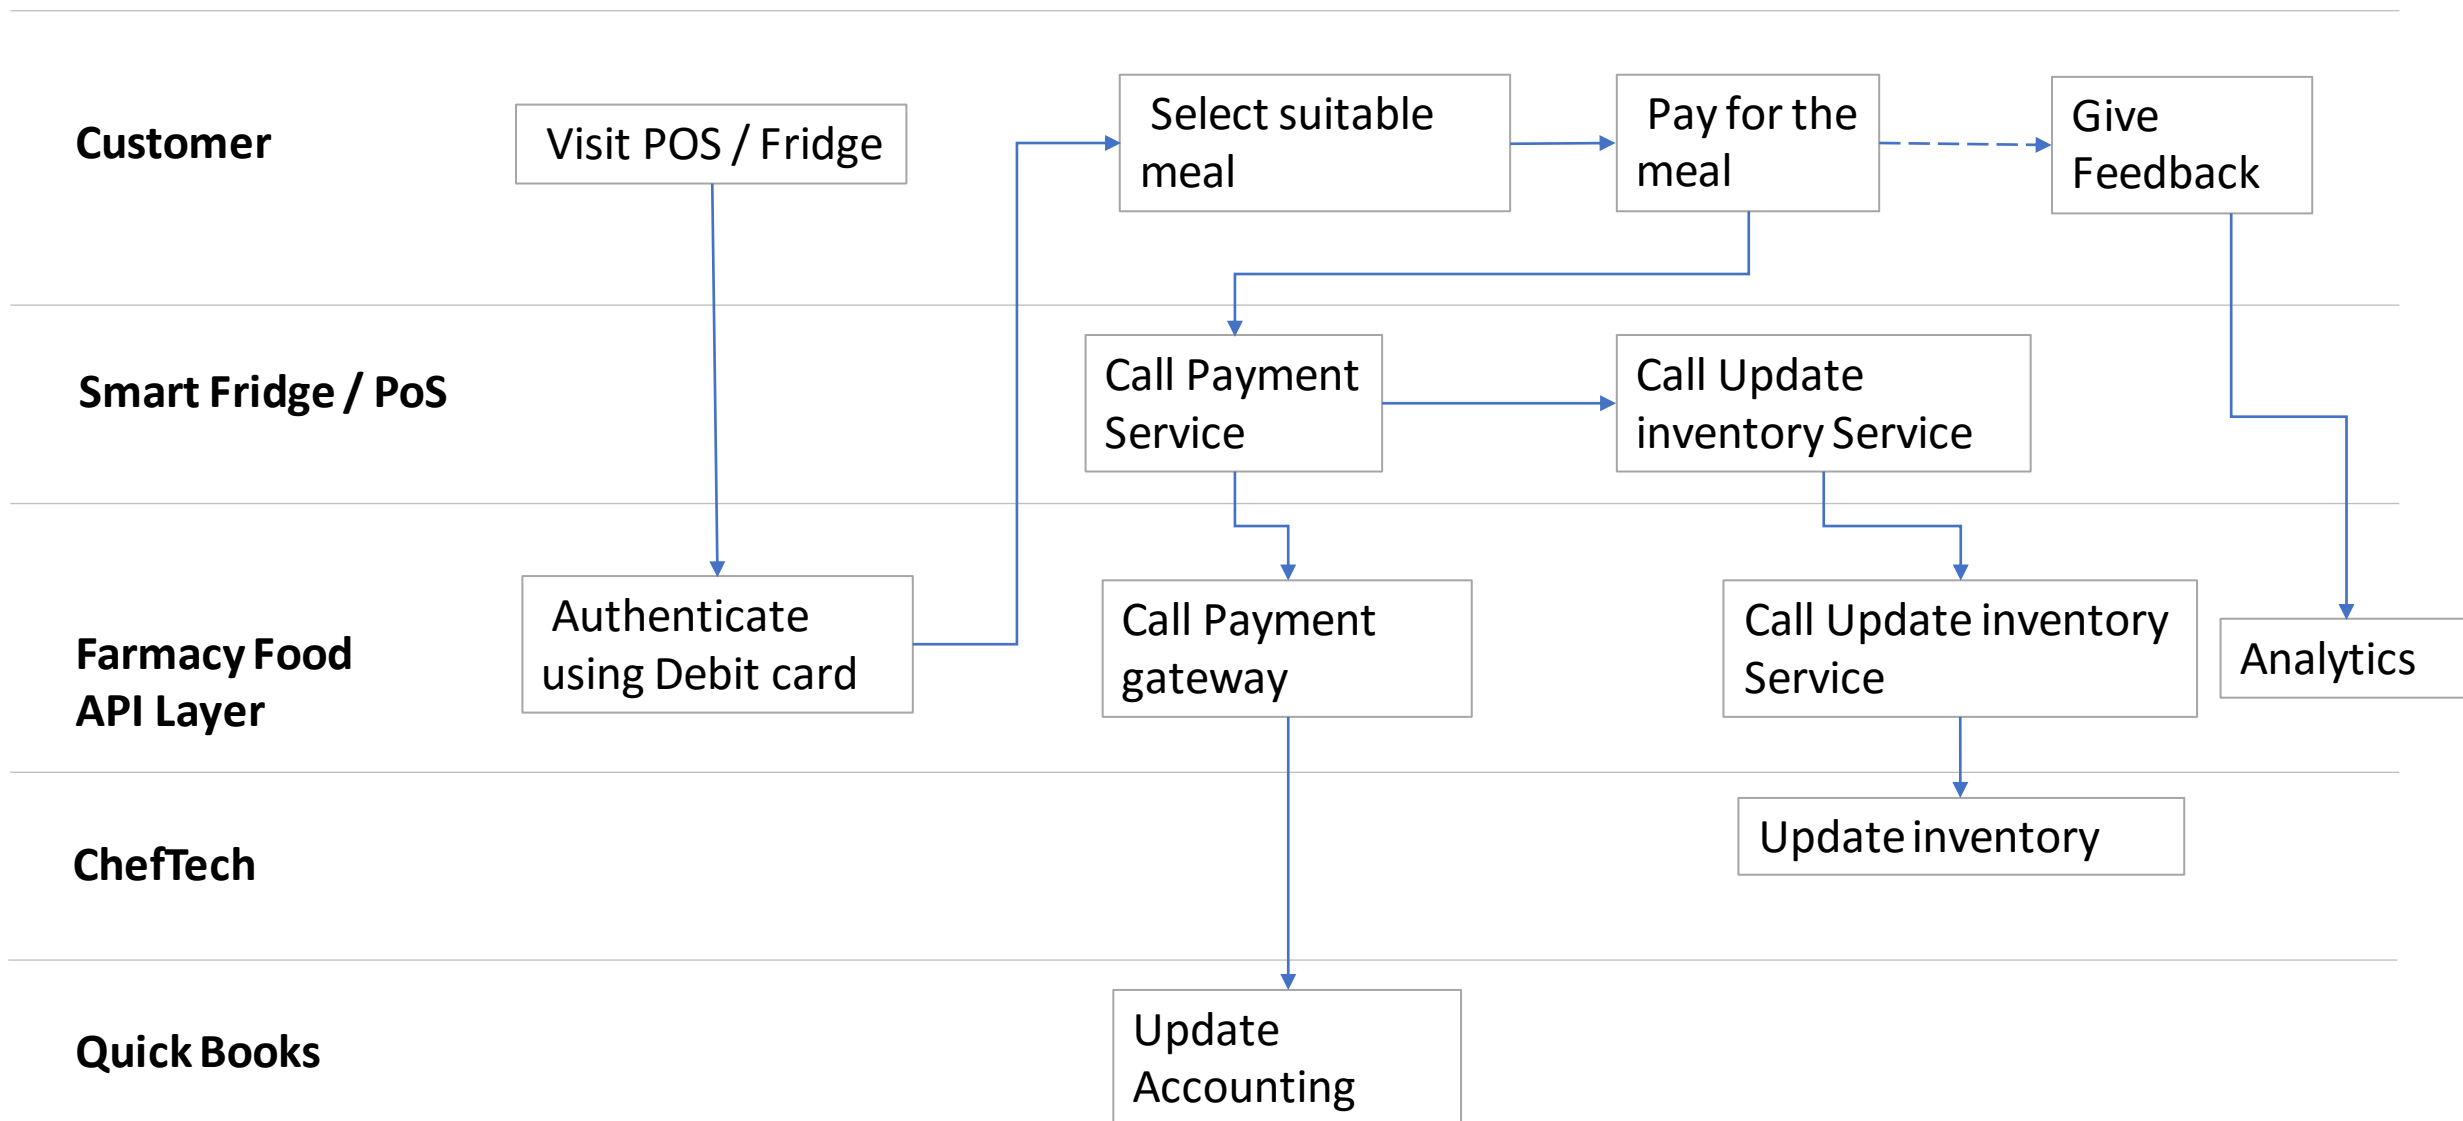 Customer
Visit POS / Fridge
Select suitable
meal
Pay for the
meal
Give
Feedback
Smart Fridge / PoS
Call Payment
Service
Call Update
inventory Service
Farmacy Food
API Layer
Authenticate
using Debit card
Call Payment
gateway
Call Update inventory
Service
Analytics
ChefTech
Update inventory
Quick Books
Update
Accounting